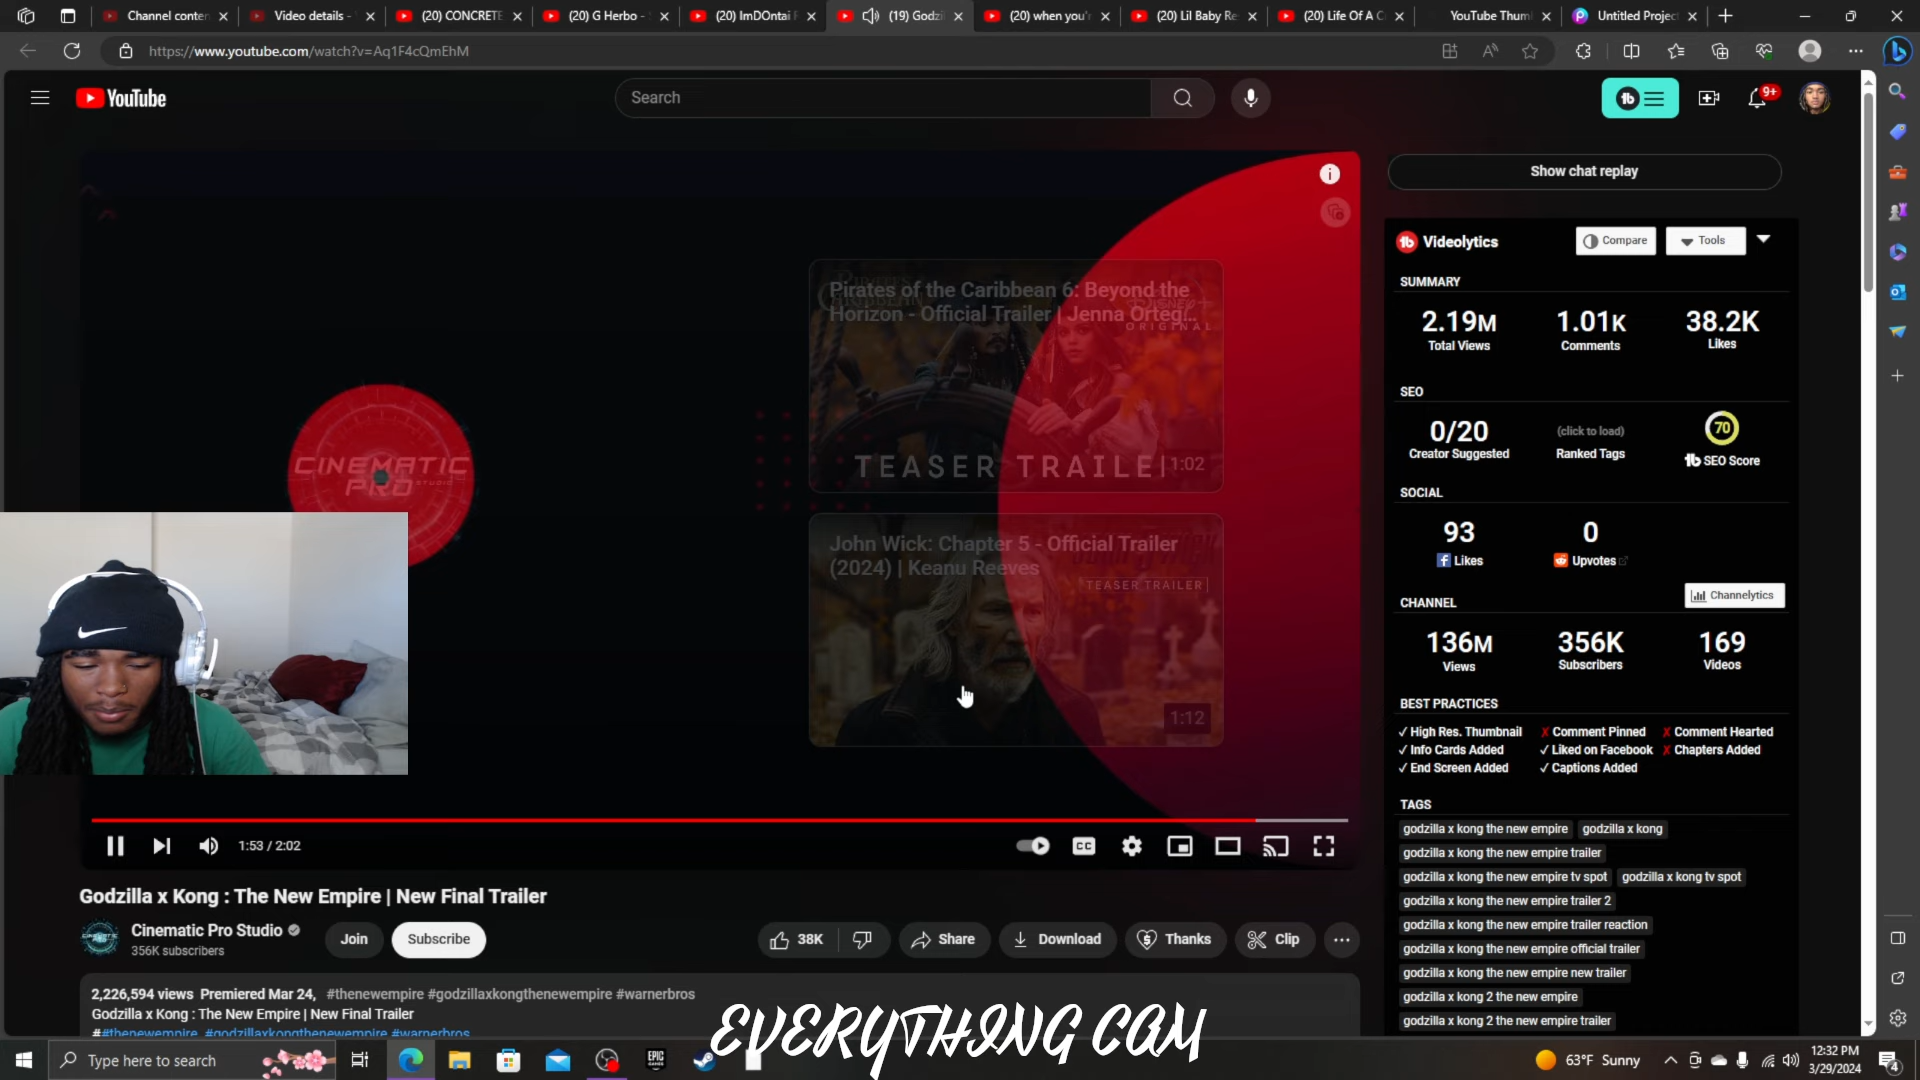 Channel conten
Video details -
(20) CONCRETE
(20) G Herbo -
(20) ImDOntai
(19) Godzi
(20) when you'r
(20) Lil Baby Re
(20) Life Of A C
YouTube Thum
Untitled Project
https://www.youtube.com/watch?v=Aq1F4cQmEhM
YouTube
Search
9+
Show chat replay
Pirates of the Caribbean 6: Beyond the
Horizon - Official Trailer | Jenna Orteg...
ORIGINAL
TEASER TRAILE
1:02
CINEMATIC
PRO STUDIO
John Wick: Chapter 5 - Official Trailer
(2024) | Keanu Reeves
TEASER TRAILER
1:12
1:53 / 2:02
CC
Godzilla x Kong : The New Empire | New Final Trailer
Cinematic Pro Studio
356K subscribers
Join
Subscribe
38K
Share
Download
Thanks
Clip
2,226,594 views Premiered Mar 24, #thenewempire #godzillaxkongthenewempire #warnerbros
Godzilla x Kong : The New Empire | New Final Trailer
##thenewempire #godzillaxkongthenewempire #warnerbros
Videolytics
Compare
Tools
SUMMARY
2.19M 1.01K 38.2K
Total Views Comments Likes
SEO
0/20 (click to load) 70
Creator Suggested Ranked Tags SEO Score
SOCIAL
93 0
Likes Upvotes
CHANNEL
Channelytics
136M 356K 169
Views Subscribers Videos
BEST PRACTICES
✓ High Res. Thumbnail ✗ Comment Pinned ✗ Comment Hearted
✓ Info Cards Added ✓ Liked on Facebook ✗ Chapters Added
✓ End Screen Added ✓ Captions Added
TAGS
godzilla x kong the new empire godzilla x kong
godzilla x kong the new empire trailer
godzilla x kong the new empire tv spot godzilla x kong tv spot
godzilla x kong the new empire trailer 2
godzilla x kong the new empire trailer reaction
godzilla x kong the new empire official trailer
godzilla x kong the new empire new trailer
godzilla x kong 2 the new empire
godzilla x kong 2 the new empire trailer
EVERYTHING CAM
Type here to search
EPIC
GAMES
63°F Sunny
12:32 PM
3/29/2024
4